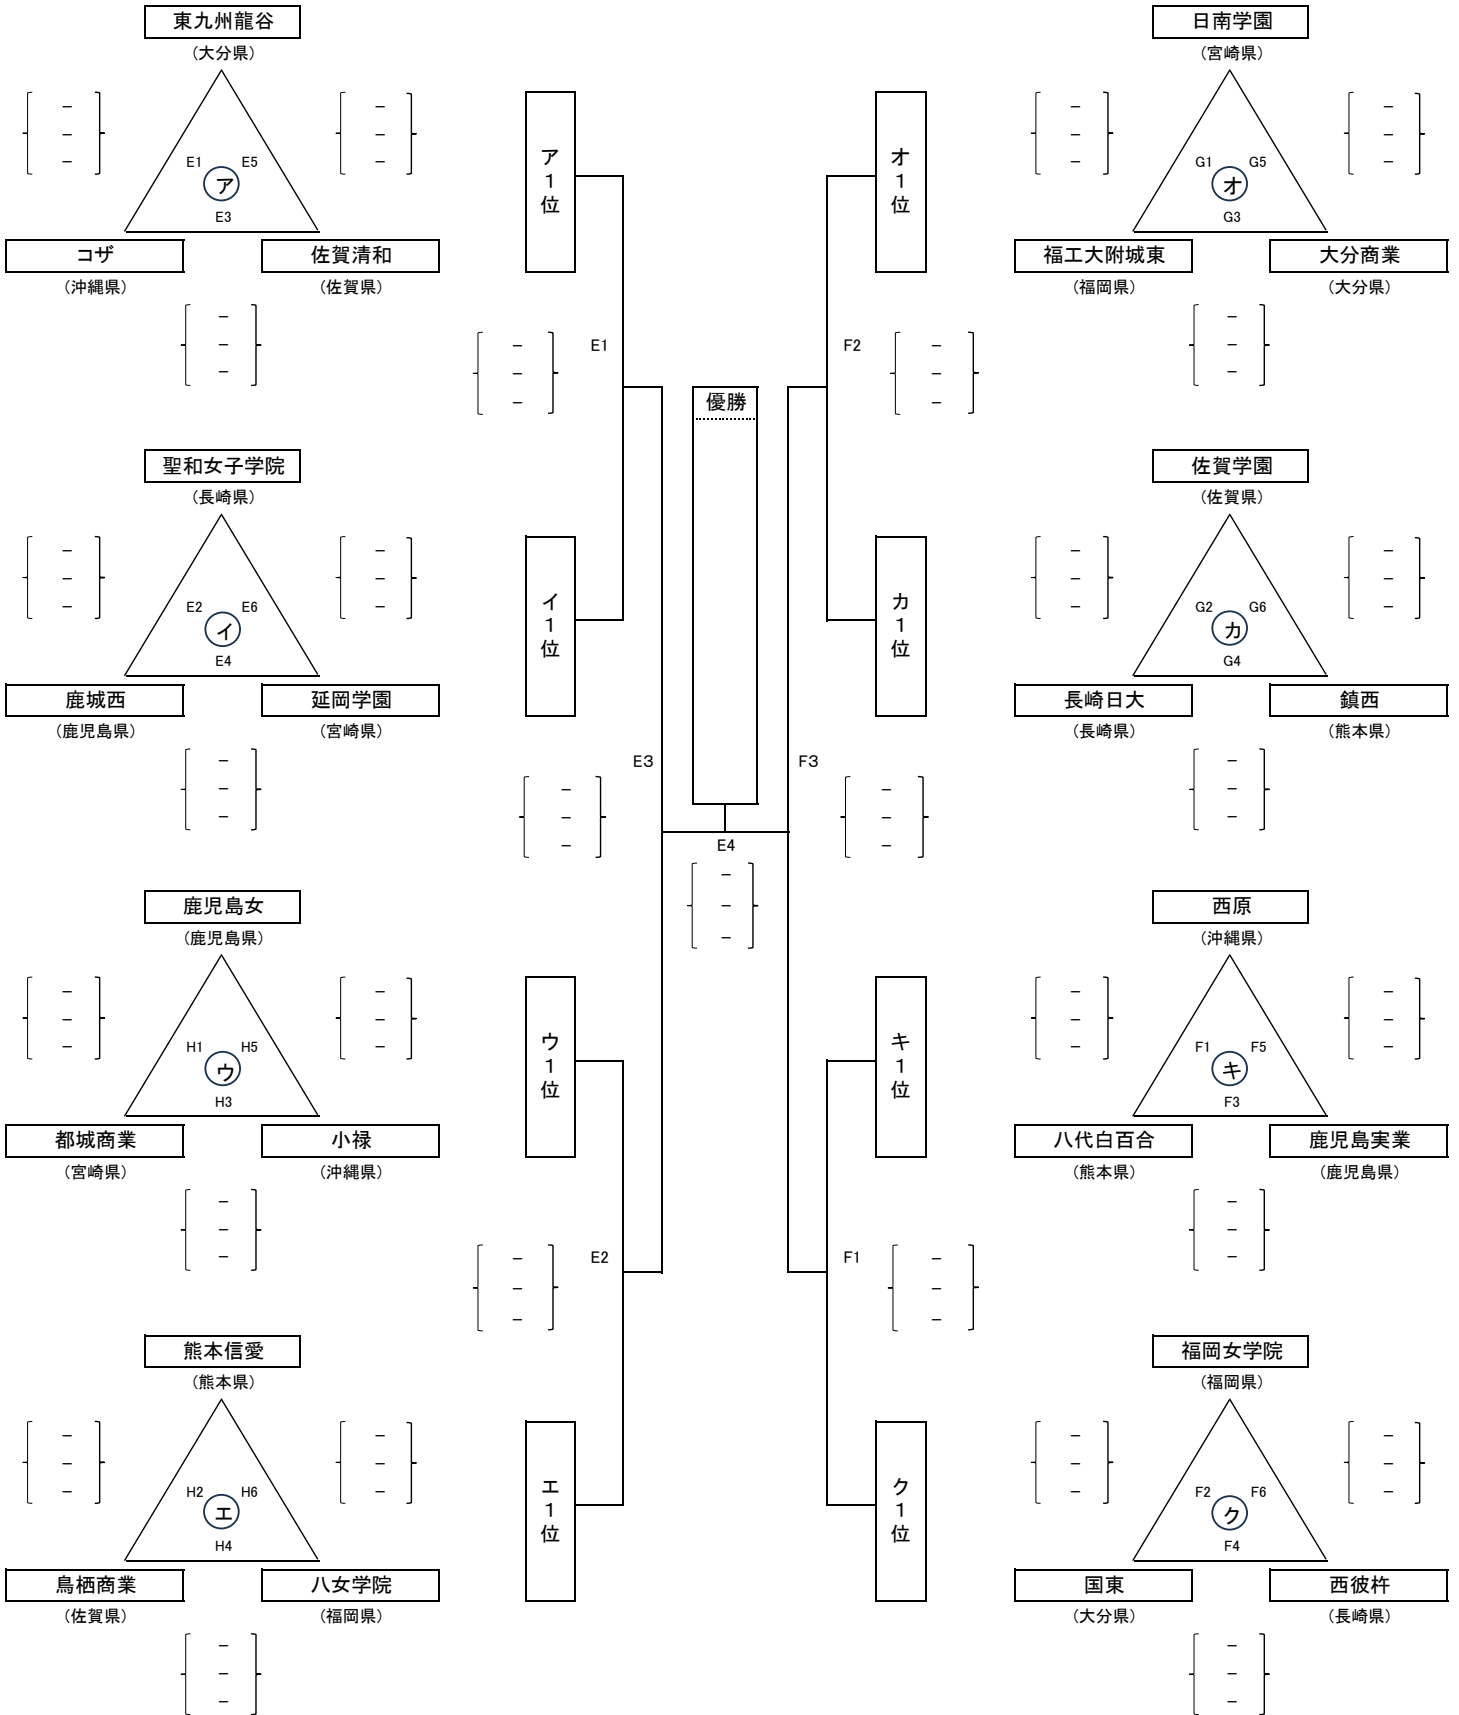 東九州龍谷
（大分県）
－
－
－
－
－
－
E1
E5
ア
E3
コザ
（沖縄県）
佐賀清和
（佐賀県）
－
－
－
聖和女子学院
（長崎県）
－
－
－
－
－
－
E2
E6
イ
E4
鹿城西
（鹿児島県）
延岡学園
（宮崎県）
－
－
－
鹿児島女
（鹿児島県）
－
－
－
－
－
－
H1
H5
ウ
H3
都城商業
（宮崎県）
小禄
（沖縄県）
－
－
－
熊本信愛
（熊本県）
－
－
－
－
－
－
H2
H6
エ
H4
鳥栖商業
（佐賀県）
八女学院
（福岡県）
－
－
－
ア1位
E1
－
－
－
イ1位
E3
－
－
－
ウ1位
E2
－
－
－
エ1位
優勝
E4
－
－
－
オ1位
F2
－
－
－
カ1位
F3
－
－
－
キ1位
F1
－
－
－
ク1位
日南学園
（宮崎県）
－
－
－
－
－
－
G1
G5
オ
G3
福工大附城東
（福岡県）
大分商業
（大分県）
－
－
－
佐賀学園
（佐賀県）
－
－
－
－
－
－
G2
G6
カ
G4
長崎日大
（長崎県）
鎮西
（熊本県）
－
－
－
西原
（沖縄県）
－
－
－
－
－
－
F1
F5
キ
F3
八代白百合
（熊本県）
鹿児島実業
（鹿児島県）
－
－
－
福岡女学院
（福岡県）
－
－
－
－
－
－
F2
F6
ク
F4
国東
（大分県）
西彼杵
（長崎県）
－
－
－